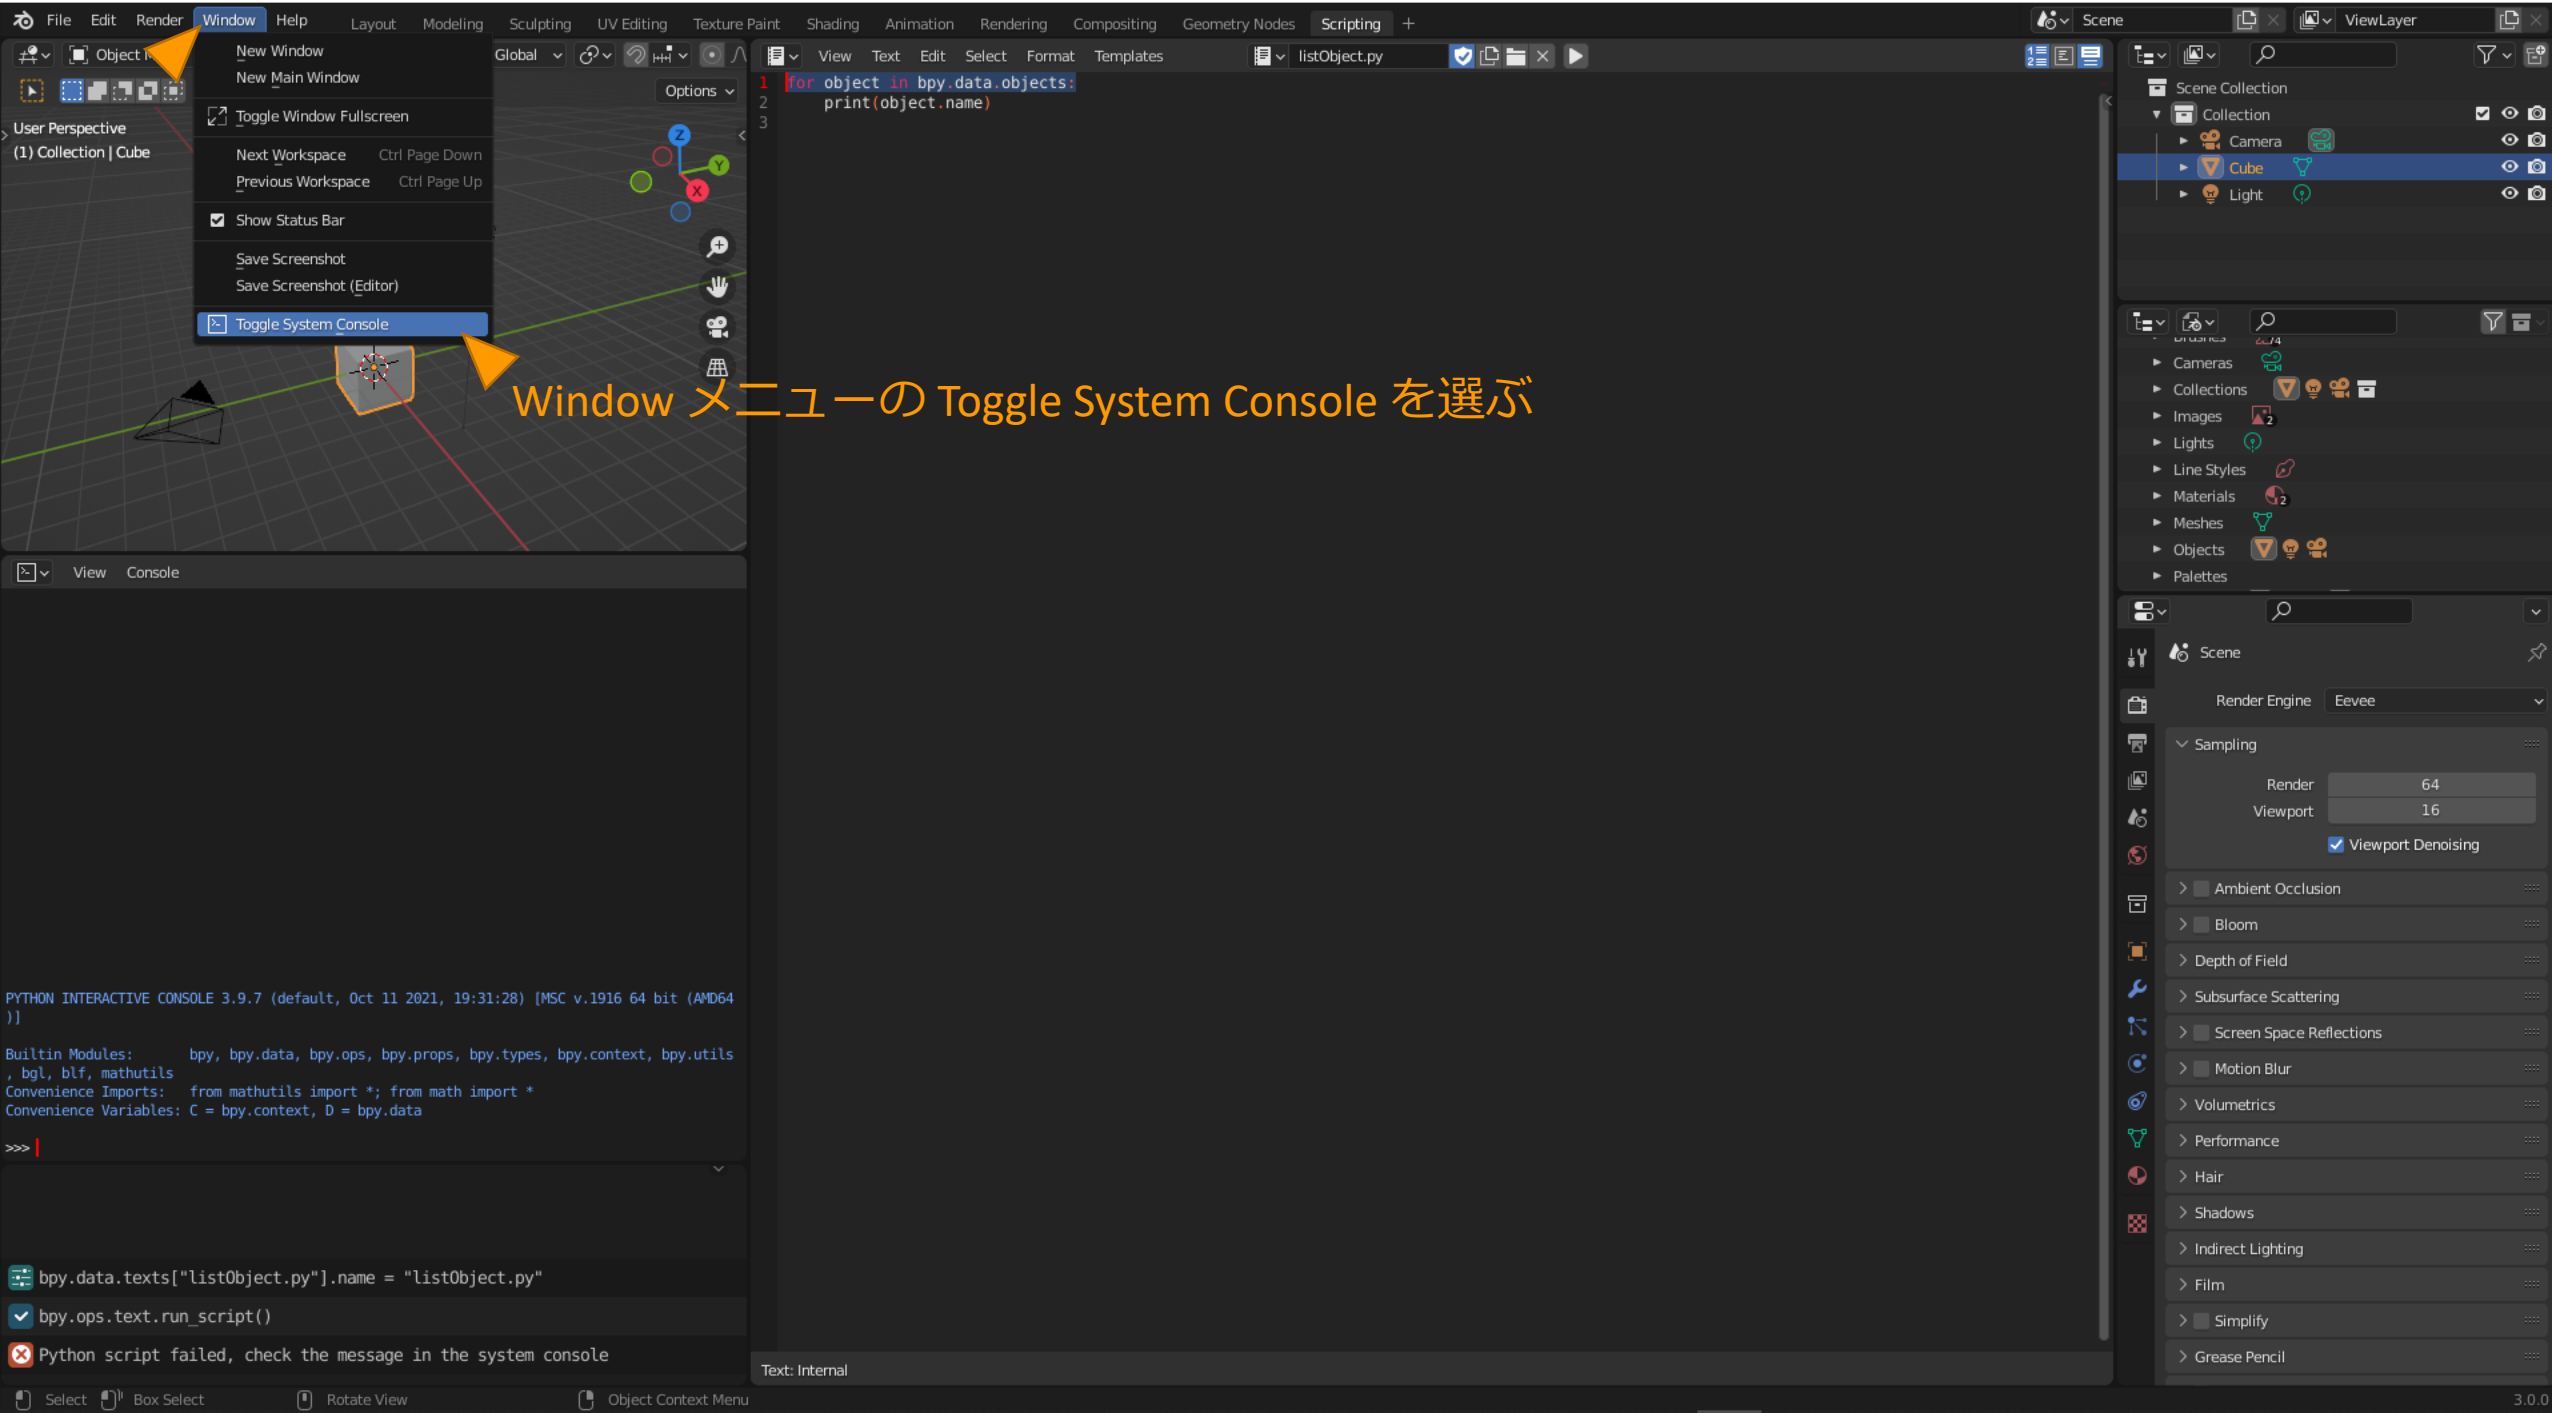 File Edit Render Window Help Layout Modeling Sculpting UV Editing Texture Paint Shading Animation Rendering Compositing Geometry Nodes Scripting + Scene ViewLayer
Object Global View Text Edit Select Format Templates listObject.py
New Window
New Main Window
Toggle Window Fullscreen
Next Workspace Ctrl Page Down
Previous Workspace Ctrl Page Up
Show Status Bar
Save Screenshot
Save Screenshot (Editor)
Toggle System Console
Options
User Perspective
(1) Collection | Cube
Z
Y
X
Window メニューの Toggle System Console を選ぶ
1 for object in bpy.data.objects:
2 print(object.name)
3
Text: Internal
View Console
PYTHON INTERACTIVE CONSOLE 3.9.7 (default, Oct 11 2021, 19:31:28) [MSC v.1916 64 bit (AMD64
)]
Builtin Modules: bpy, bpy.data, bpy.ops, bpy.props, bpy.types, bpy.context, bpy.utils
, bgl, blf, mathutils
Convenience Imports: from mathutils import *; from math import *
Convenience Variables: C = bpy.context, D = bpy.data
>>>
bpy.data.texts["listObject.py"].name = "listObject.py"
bpy.ops.text.run_script()
Python script failed, check the message in the system console
Scene Collection
Collection
Camera
Cube
Light
Brushes 74
Cameras
Collections
Images 2
Lights
Line Styles
Materials 2
Meshes
Objects
Palettes
Scene
Render Engine Eevee
Sampling
Render 64
Viewport 16
Viewport Denoising
Ambient Occlusion
Bloom
Depth of Field
Subsurface Scattering
Screen Space Reflections
Motion Blur
Volumetrics
Performance
Hair
Shadows
Indirect Lighting
Film
Simplify
Grease Pencil
Select Box Select Rotate View Object Context Menu 3.0.0